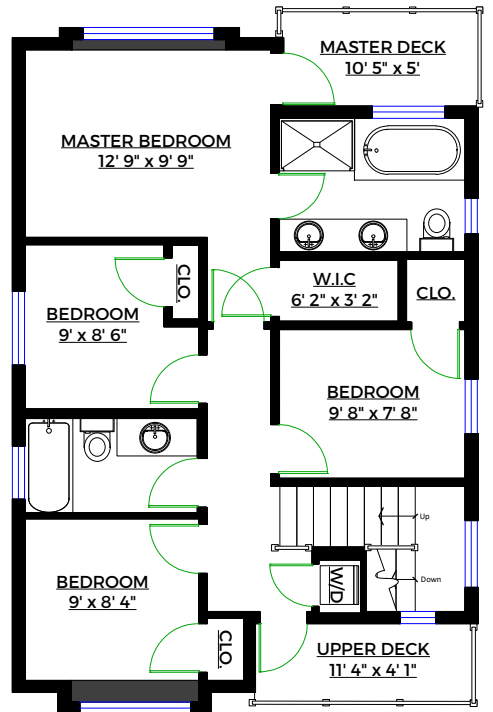 MASTER DECK
10' 5" x 5'
MASTER BEDROOM
12' 9" x 9' 9"
CLO.
W.I.C
6' 2" x 3' 2"
CLO.
BEDROOM
9' x 8' 6"
BEDROOM
9' 8" x 7' 8"
Up
Down
W/D
BEDROOM
9' x 8' 4"
CLO.
UPPER DECK
11' 4" x 4' 1"